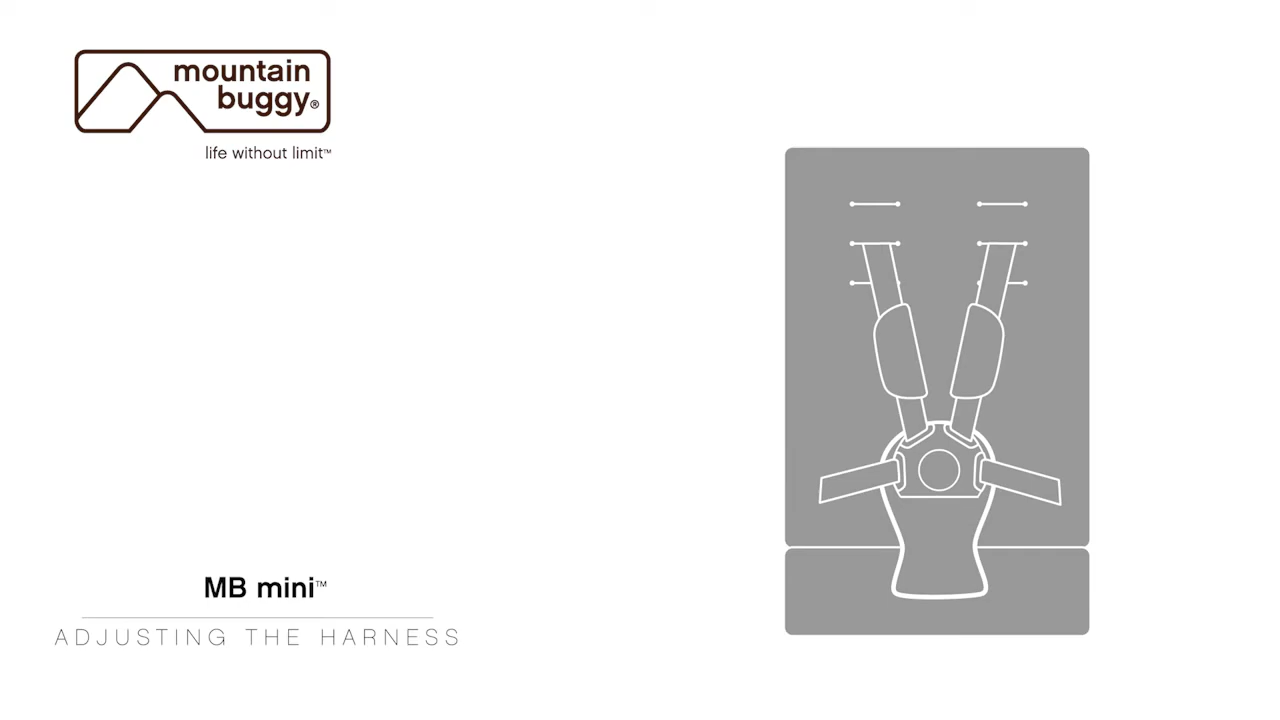 mountain
buggy®
life without limit™
MB mini™
ADJUSTING THE HARNESS